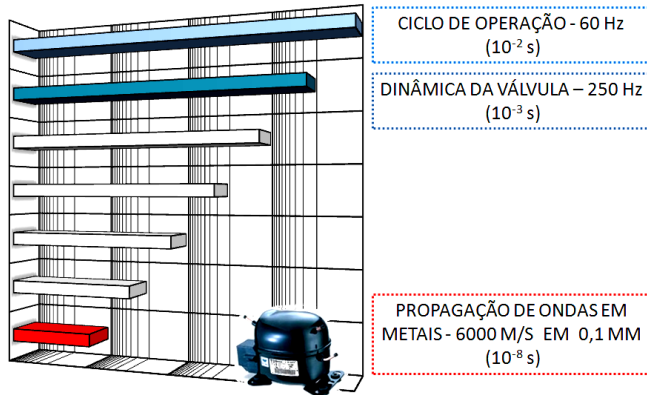 CICLO DE OPERAÇÃO - 60 Hz
(10⁻² s)
DINÂMICA DA VÁLVULA – 250 Hz
(10⁻³ s)
PROPAGAÇÃO DE ONDAS EM
METAIS - 6000 M/S EM 0,1 MM
(10⁻⁸ s)